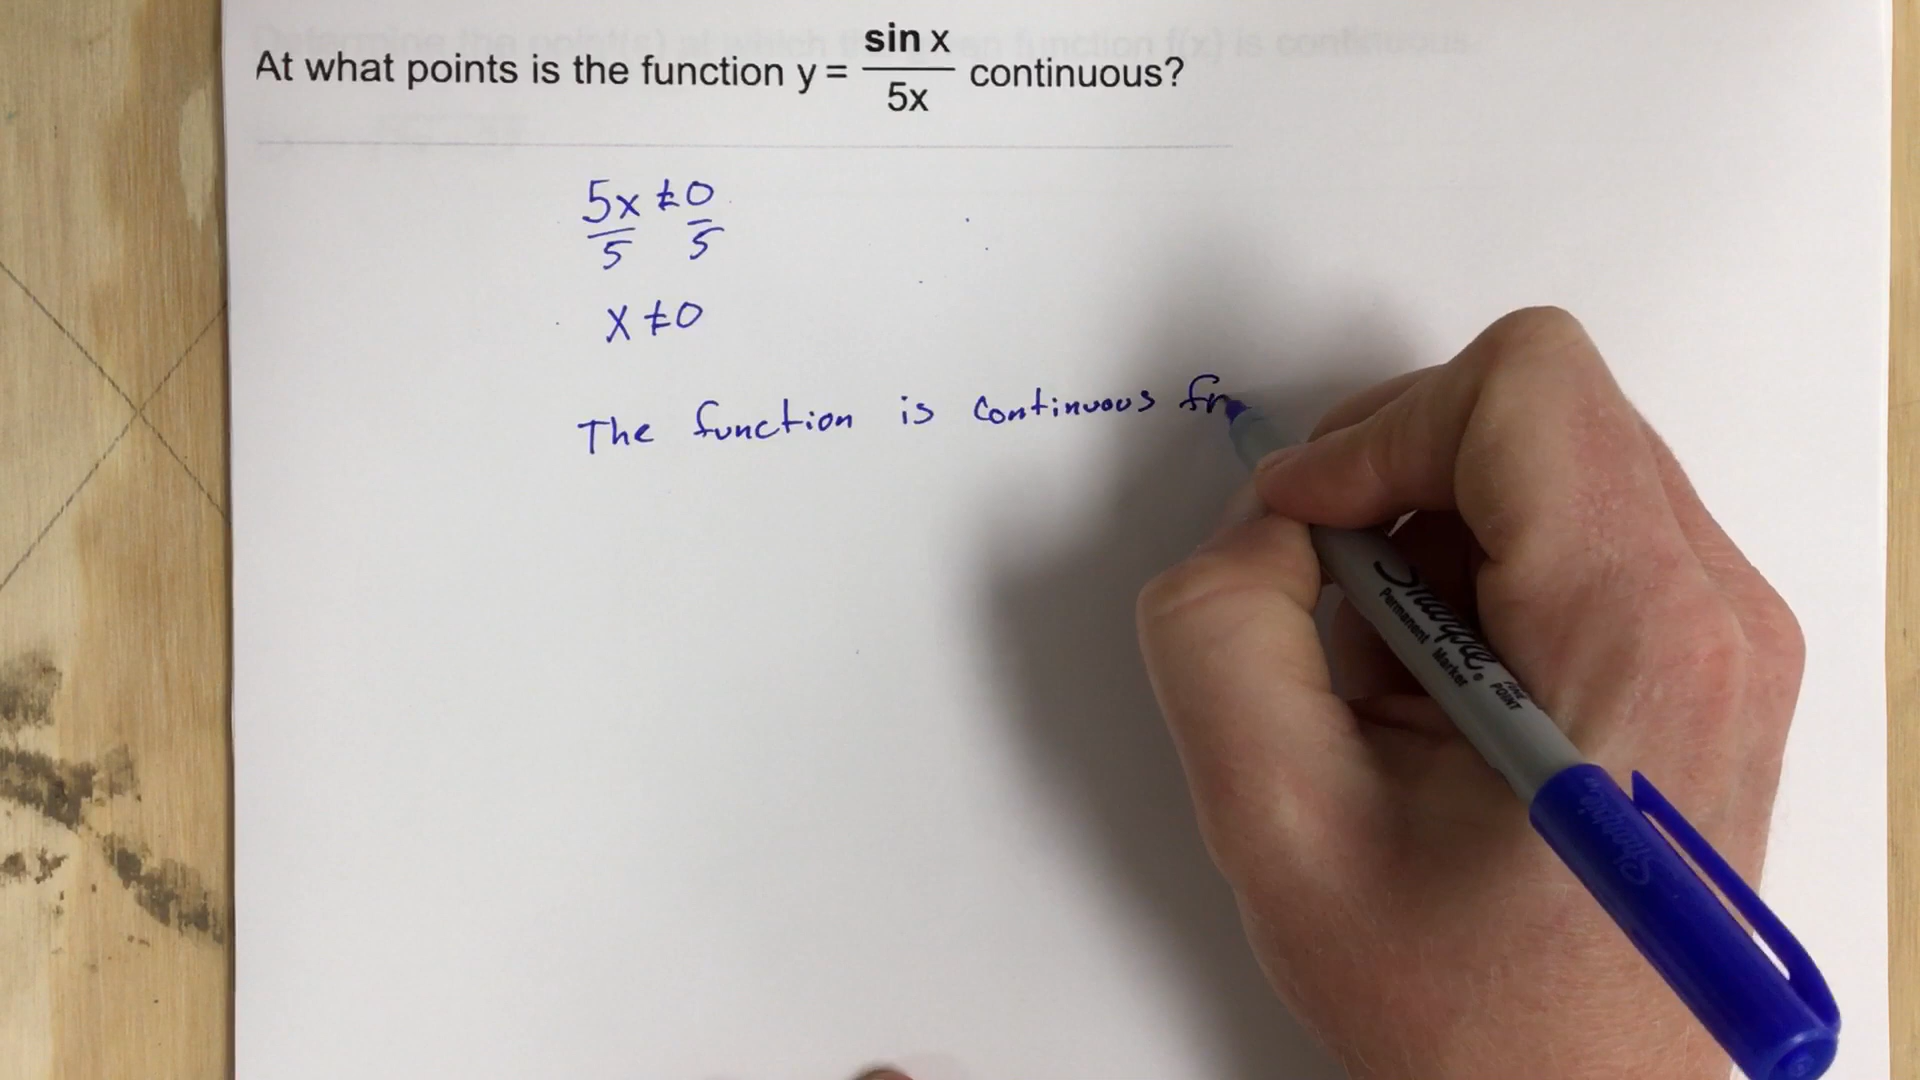 At what points is the function y = sin x / 5x continuous?
5x ≠ 0
5 5
x ≠ 0
The function is continuous fr
Sharpie.
Permanent Marker
FINE POINT
Sharpie